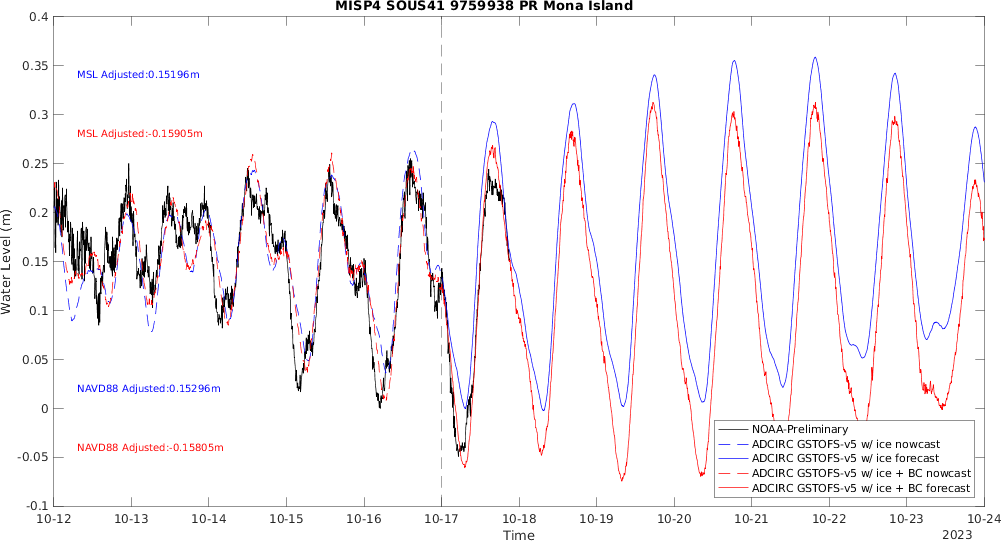 MISP4 SOUS41 9759938 PR Mona Island
0.4
0.35
0.3
0.25
0.2
0.15
0.1
0.05
0
-0.05
-0.1
Water Level (m)
MSL Adjusted:0.15196m
MSL Adjusted:-0.15905m
NAVD88 Adjusted:0.15296m
NAVD88 Adjusted:-0.15805m
NOAA-Preliminary
ADCIRC GSTOFS-v5 w/ ice nowcast
ADCIRC GSTOFS-v5 w/ ice forecast
ADCIRC GSTOFS-v5 w/ ice + BC nowcast
ADCIRC GSTOFS-v5 w/ ice + BC forecast
10-12 10-13 10-14 10-15 10-16 10-17 10-18 10-19 10-20 10-21 10-22 10-23 10-24
Time
2023